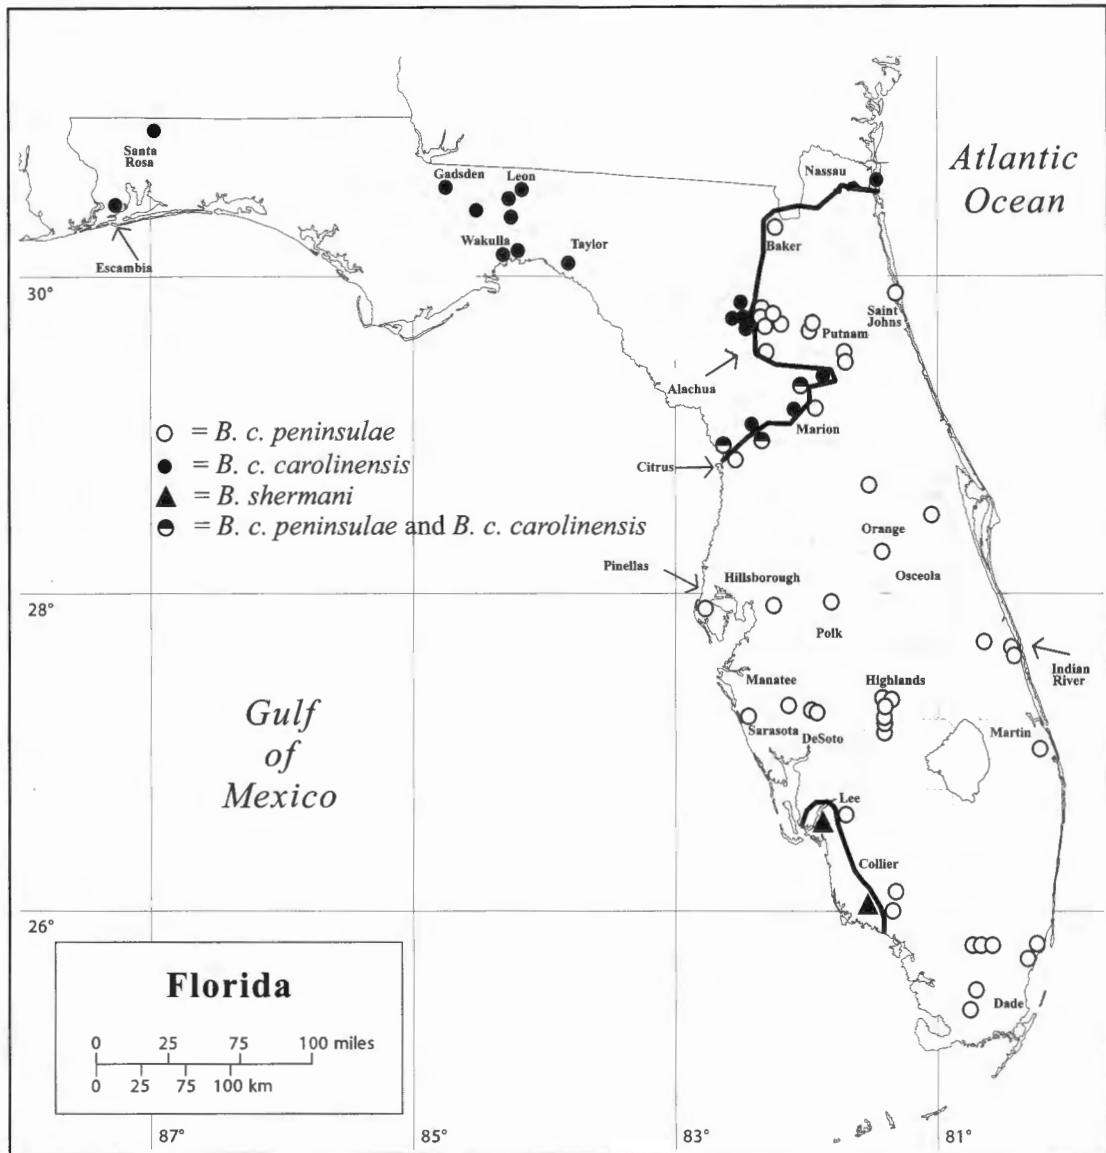 Santa
Rosa
Escambia
Gadsden
Leon
Wakulla
Taylor
Nassau
Baker
Atlantic
Ocean
30°
Saint
Johns
Putnam
Alachua
Marion
Citrus
= B. c. peninsulae
= B. c. carolinensis
= B. shermani
= B. c. peninsulae and B. c. carolinensis
Orange
Osceola
Pinellas
Hillsborough
28°
Polk
Indian
River
Manatee
Highlands
Sarasota
DeSoto
Martin
Gulf
of
Mexico
Lee
Collier
26°
Dade
Florida
0 25 75 100 miles
0 25 75 100 km
87° 85° 83° 81°